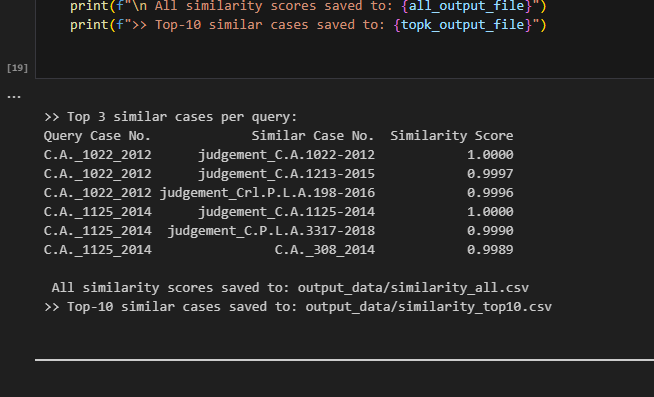 print(f"\n All similarity scores saved to: {all_output_file}")
print(f">> Top-10 similar cases saved to: {topk_output_file}")
[19]
...
>> Top 3 similar cases per query:
Query Case No. Similar Case No. Similarity Score
C.A._1022_2012 judgement_C.A.1022-2012 1.0000
C.A._1022_2012 judgement_C.A.1213-2015 0.9997
C.A._1022_2012 judgement_Crl.P.L.A.198-2016 0.9996
C.A._1125_2014 judgement_C.A.1125-2014 1.0000
C.A._1125_2014 judgement_C.P.L.A.3317-2018 0.9990
C.A._1125_2014 C.A._308_2014 0.9989
All similarity scores saved to: output_data/similarity_all.csv
>> Top-10 similar cases saved to: output_data/similarity_top10.csv